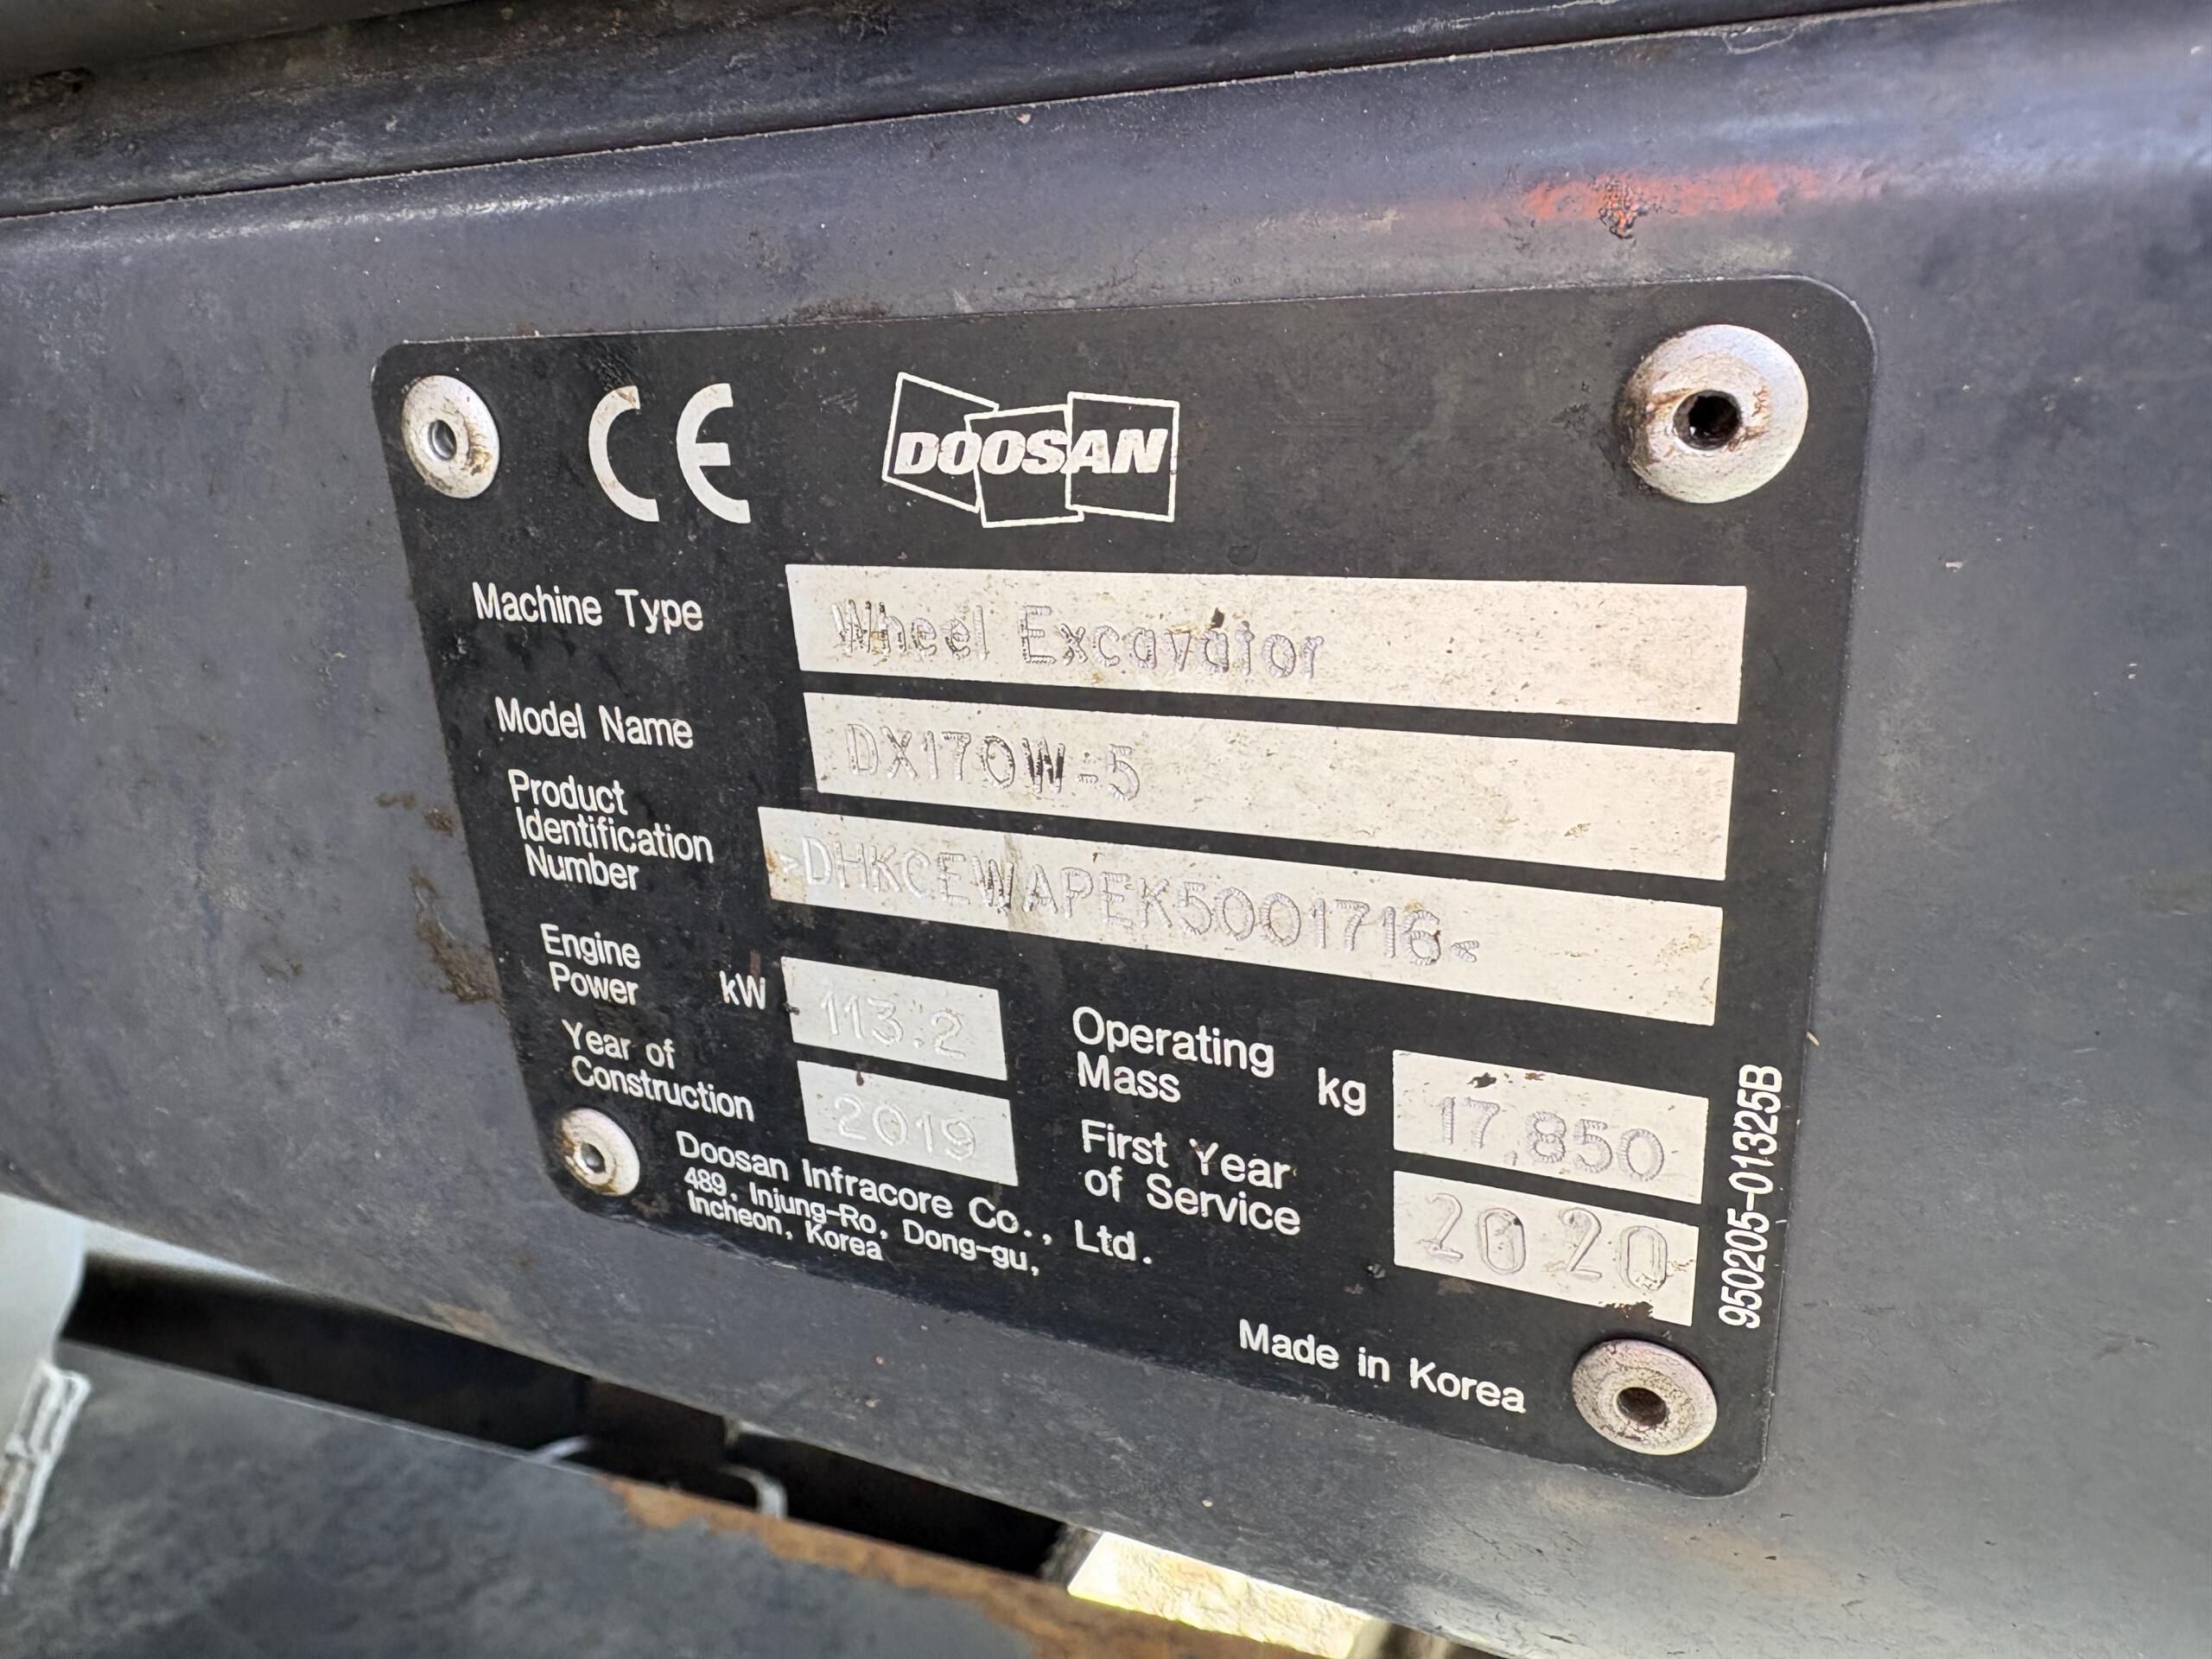 CE
DOOSAN
Machine Type Wheel Excavator
Model Name DX170W-5
Product
Identification
Number >DHKCEWAPEK5001716<
Engine
Power kW 113.2
Operating
Mass kg 17,850
Year of
Construction 2019
First Year
of Service 2020
Doosan Infracore Co., Ltd.
489, Injung-Ro, Dong-gu,
Incheon, Korea
Made in Korea
950205-01325B